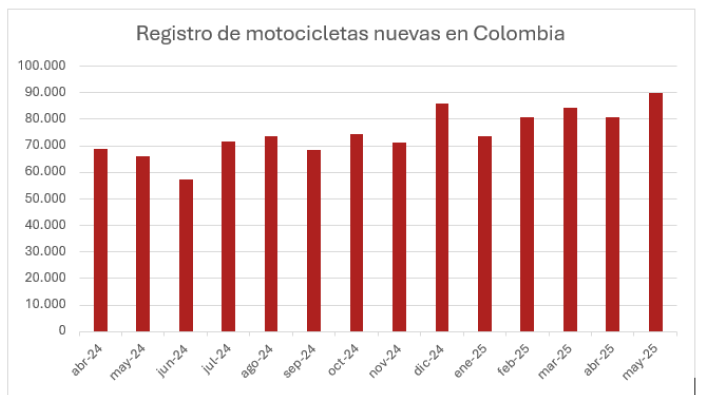 Registro de motocicletas nuevas en Colombia
100.000
90.000
80.000
70.000
60.000
50.000
40.000
30.000
20.000
10.000
0
abr-24
may-24
jun-24
jul-24
ago-24
sep-24
oct-24
nov-24
dic-24
ene-25
feb-25
mar-25
abr-25
may-25